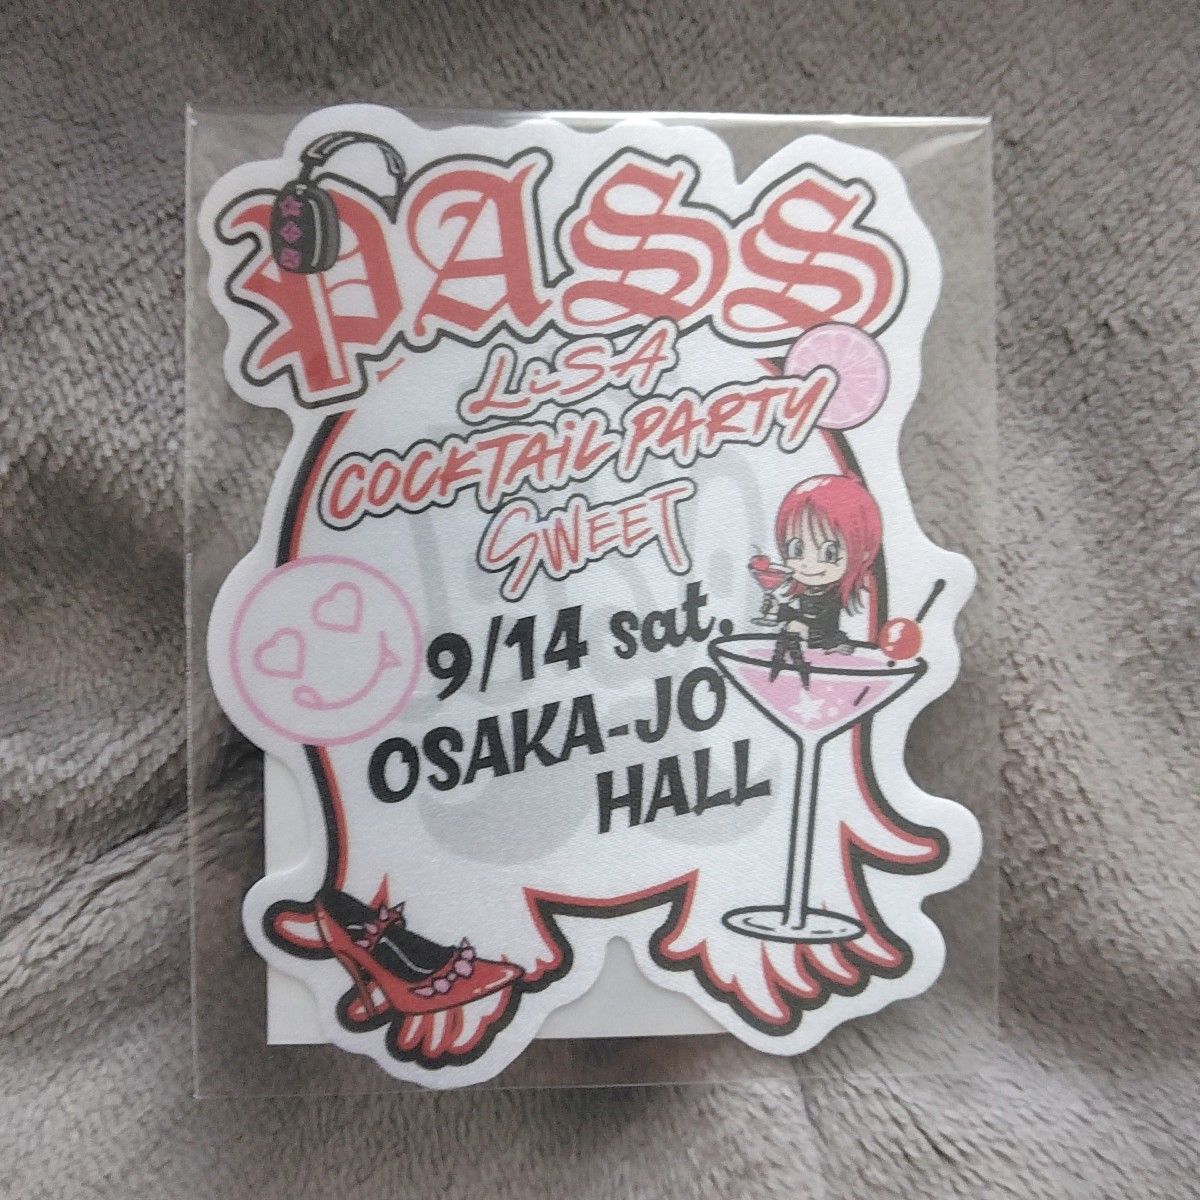 PASS
LiSA
COCKTAiL PARTY
SWEET
9/14 sat.
OSAKA-JO
HALL